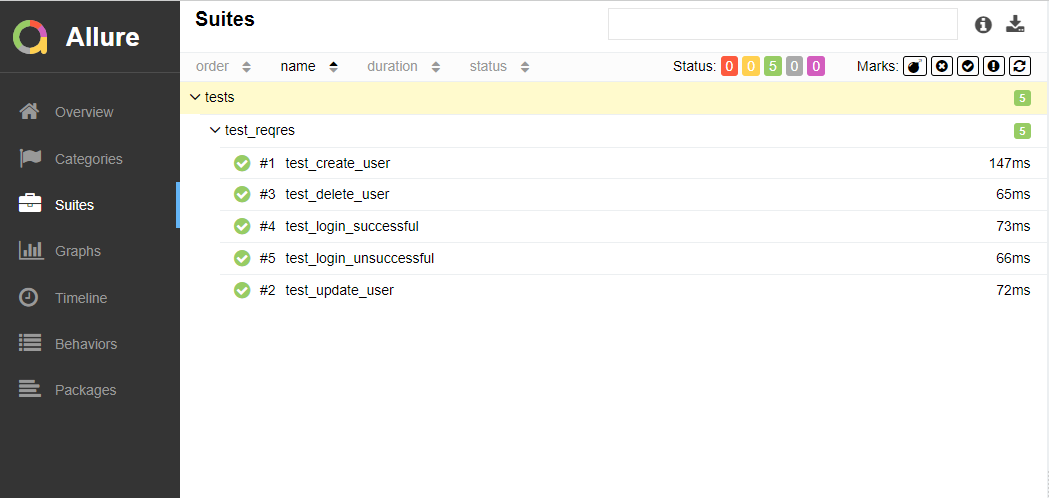 Allure
Overview
Categories
Suites
Graphs
Timeline
Behaviors
Packages
Suites
order name duration status Status: 0 0 5 0 0 Marks:
tests 5
test_reqres 5
#1 test_create_user 147ms
#3 test_delete_user 65ms
#4 test_login_successful 73ms
#5 test_login_unsuccessful 66ms
#2 test_update_user 72ms